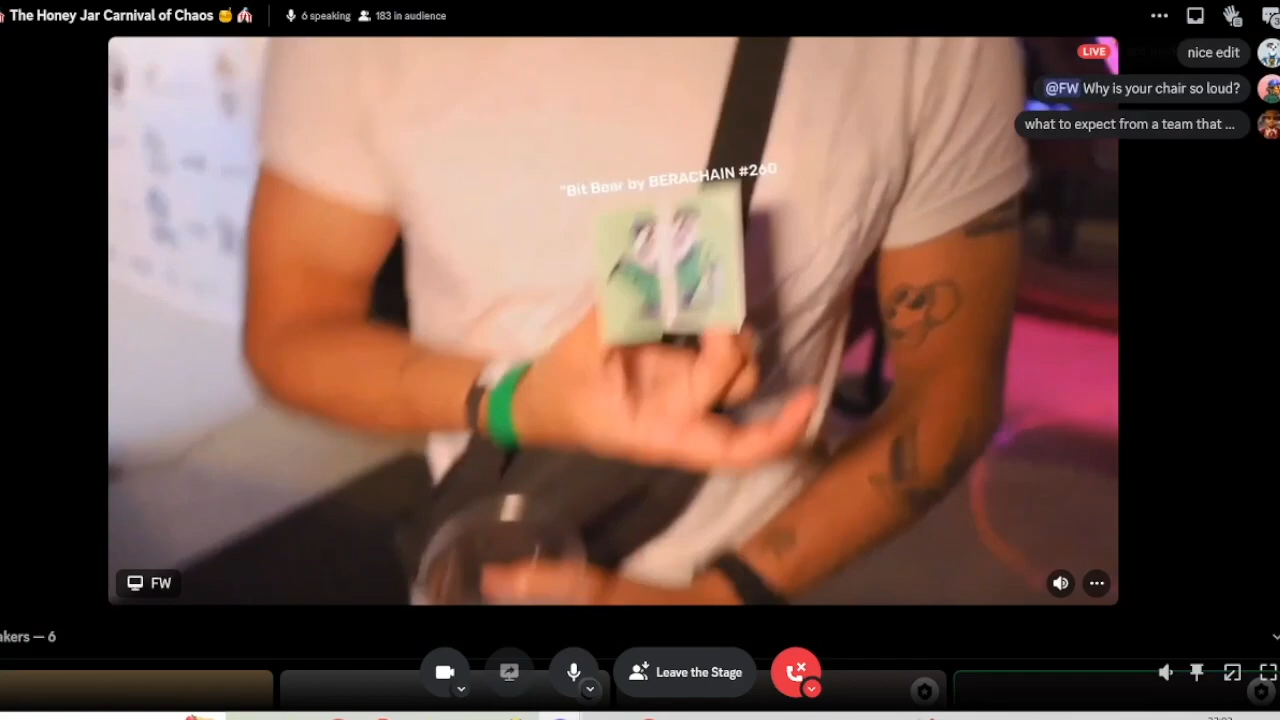 The Honey Jar Carnival of Chaos
6 speaking
183 in audience
LIVE
nice edit
@FW Why is your chair so loud?
what to expect from a team that ...
"Bit Bear by BERACHAIN #260
FW
akers — 6
Leave the Stage